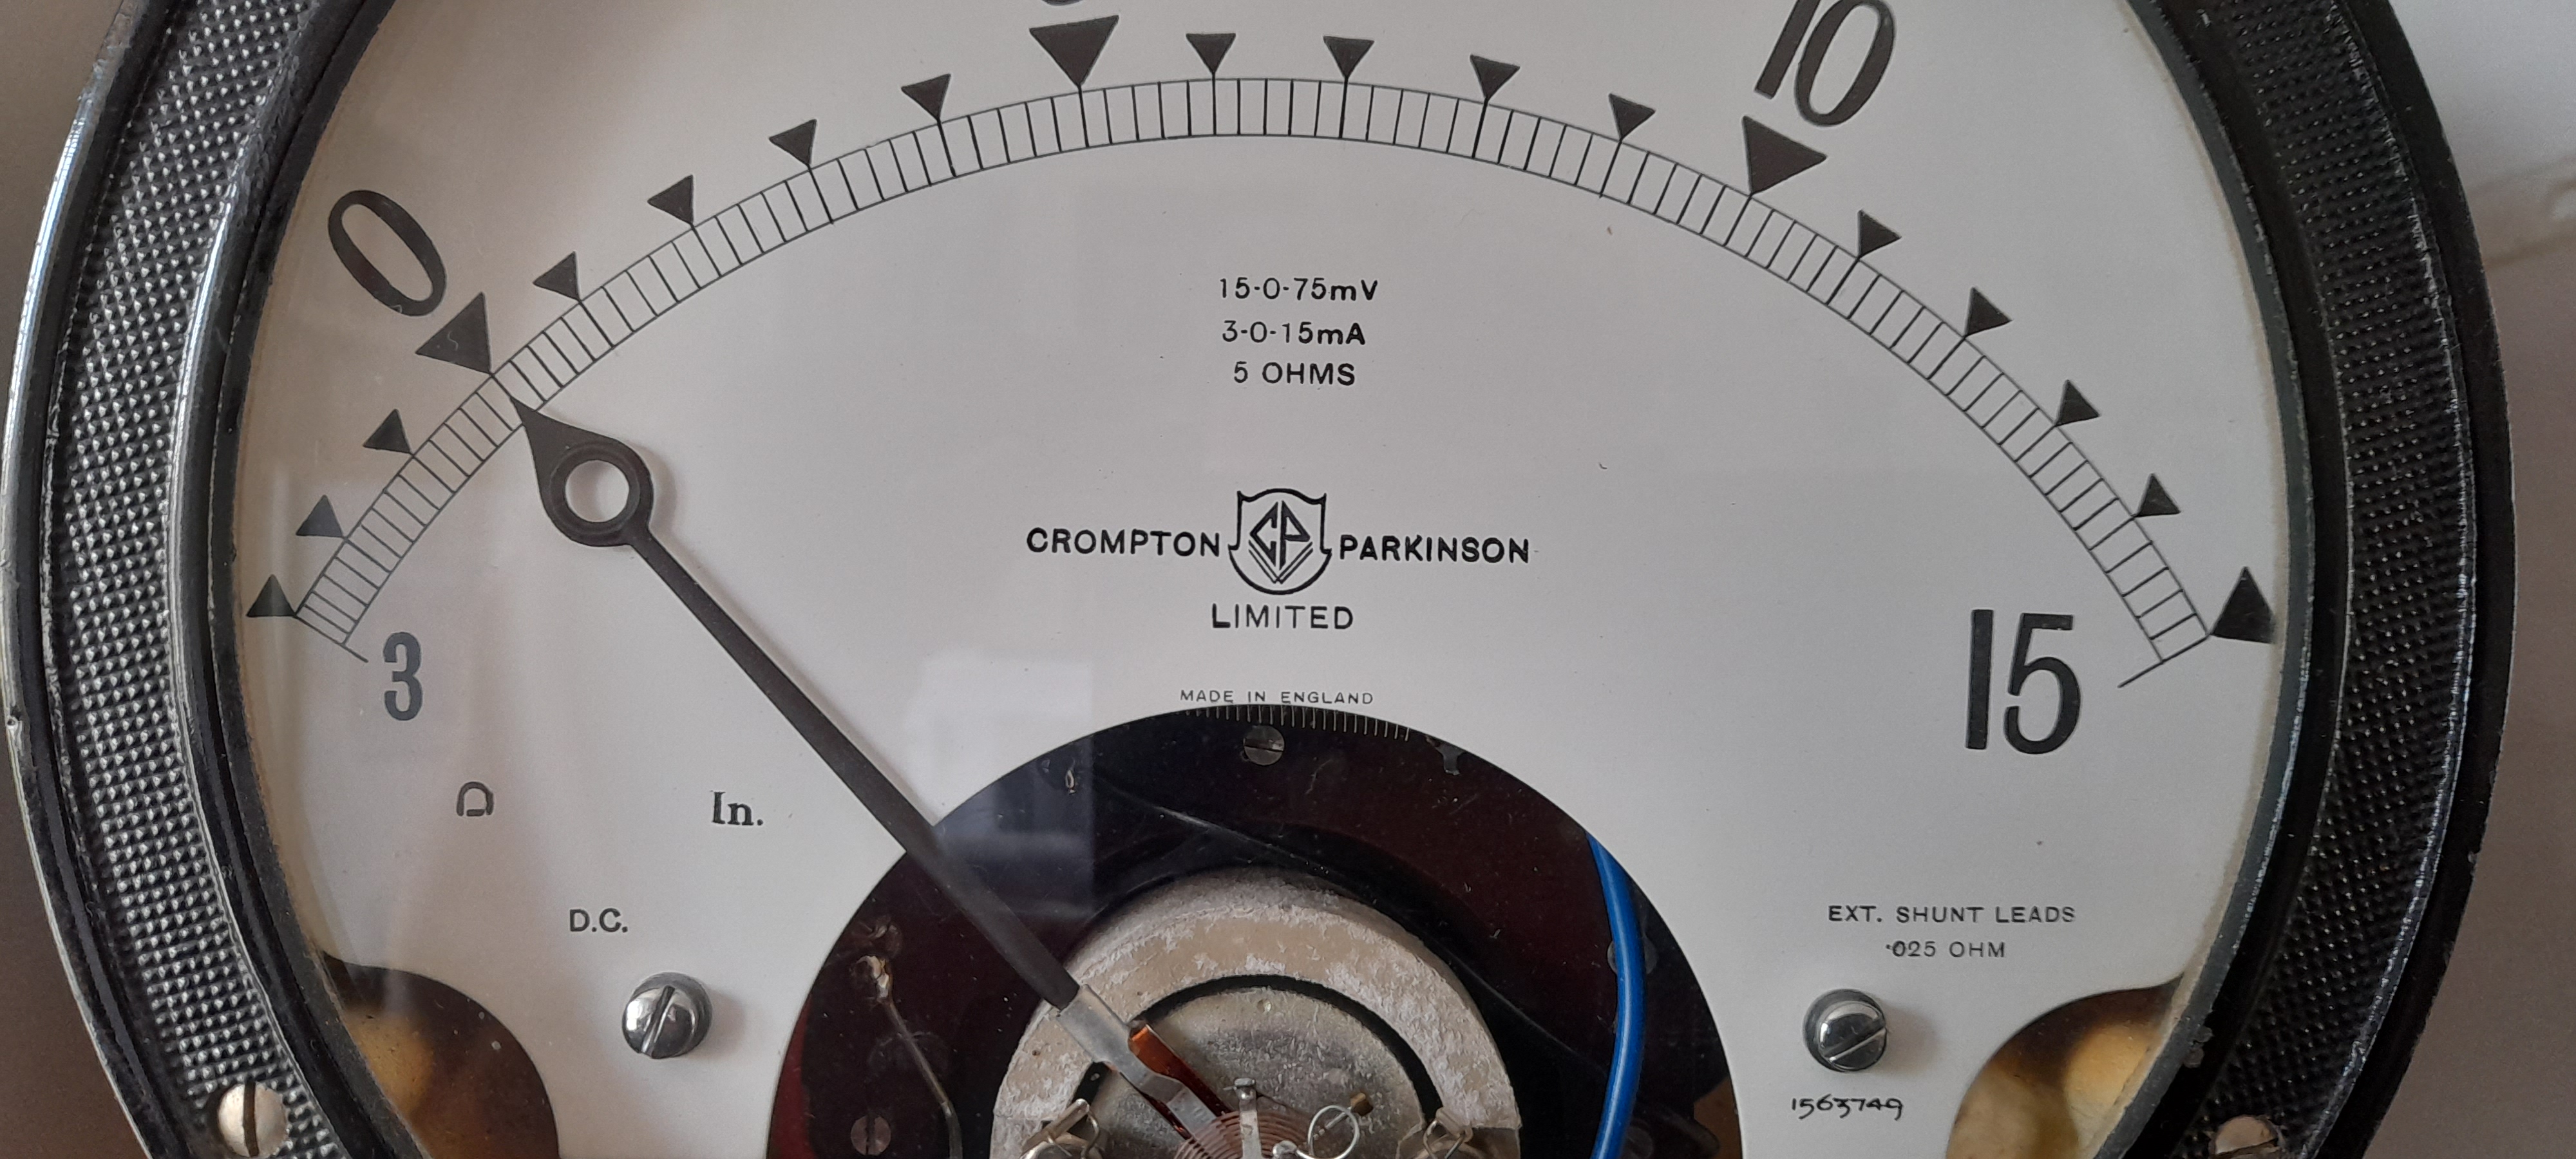 0
10
15-0-75mV
3-0-15mA
5 OHMS
CROMPTON CP PARKINSON
LIMITED
MADE IN ENGLAND
3
15
In.
D.C.
EXT. SHUNT LEADS
·025 OHM
1563749